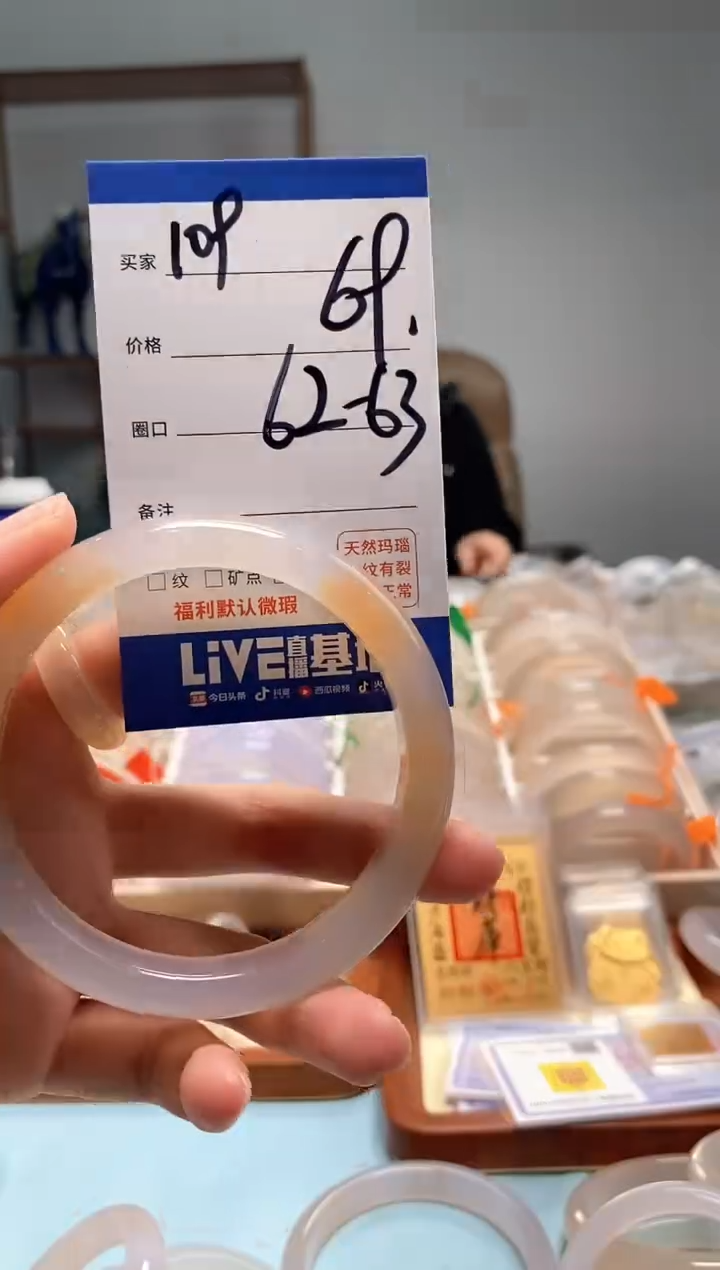 买家 109
69.
价格
62-63
圈口
备注
天然玛瑙
纹有裂
正常
纹 矿点
福利默认微瑕
LiVE直播基地
今日头条 抖音 西瓜视频 火